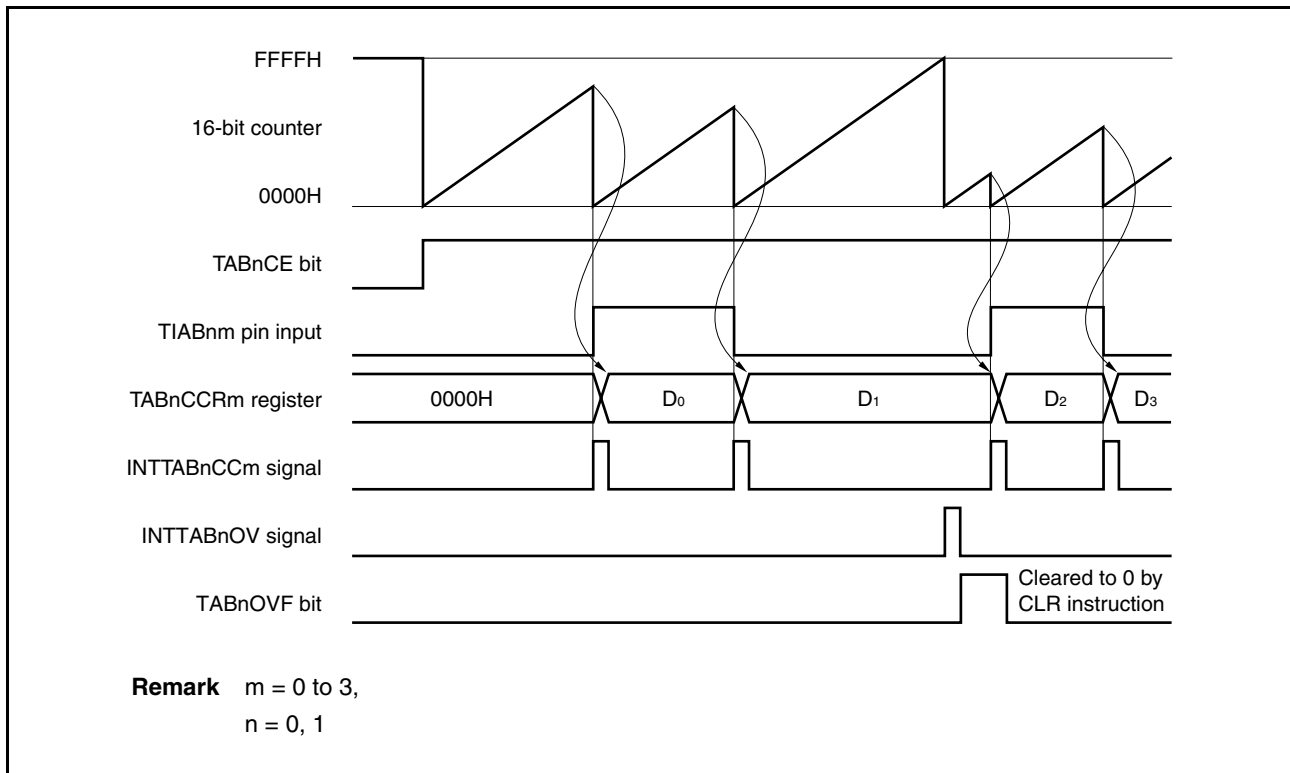 FFFFH
16-bit counter
0000H
TABnCE bit
TIABnm pin input
TABnCCRm register
0000H D0 D1 D2 D3
INTTABnCCm signal
INTTABnOV signal
TABnOVF bit
Cleared to 0 by
CLR instruction
Remark m = 0 to 3,
n = 0, 1